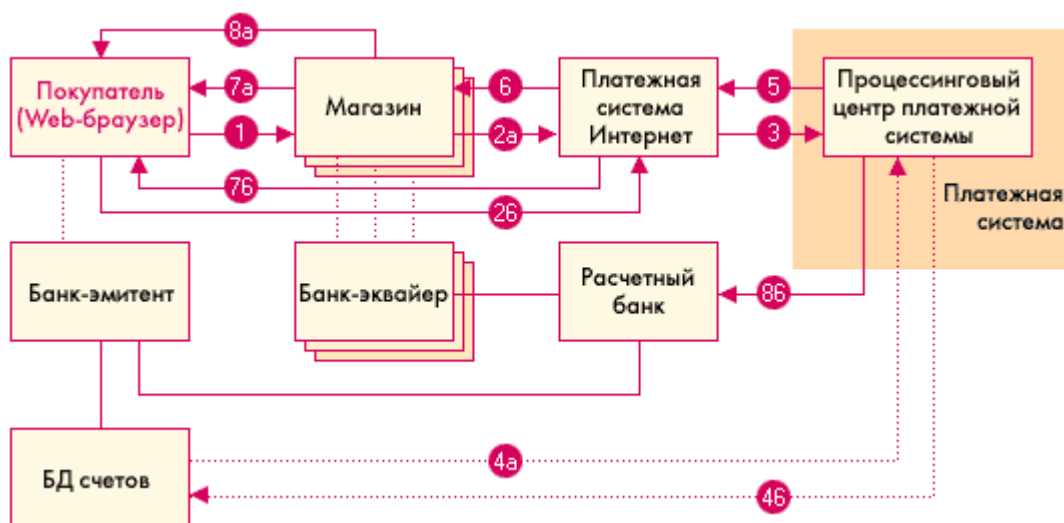 8а
Покупатель
(Web-браузер)
7а
1
Магазин
6
2а
Платежная
система
Интернет
5
3
Процессинговый
центр платежной
системы
7б
2б
Платежная
система
Банк-эмитент
Банк-эквайер
Расчетный
банк
8б
БД счетов
4а
4б